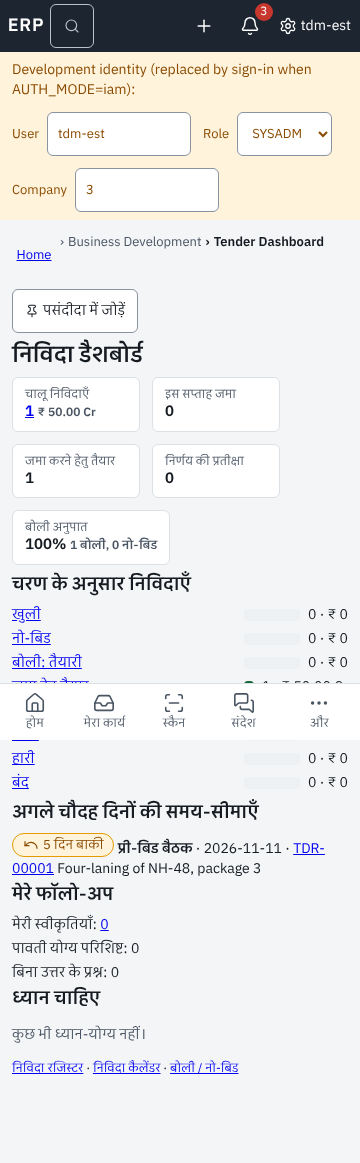 ERP
3
tdm-est
Development identity (replaced by sign-in when
AUTH_MODE=iam):
User tdm-est Role SYSADM
Company 3
Home › Business Development › Tender Dashboard
पसंदीदा में जोड़ें
निविदा डैशबोर्ड
चालू निविदाएँ
1 ₹ 50.00 Cr
इस सप्ताह जमा
0
जमा करने हेतु तैयार
1
निर्णय की प्रतीक्षा
0
बोली अनुपात
100% 1 बोली, 0 नो-बिड
चरण के अनुसार निविदाएँ
खुली 0 · ₹ 0
नो-बिड 0 · ₹ 0
बोली: तैयारी 0 · ₹ 0
होम
मेरा कार्य
स्कैन
संदेश
और
हारी 0 · ₹ 0
बंद 0 · ₹ 0
अगले चौदह दिनों की समय-सीमाएँ
5 दिन बाकी प्री-बिड बैठक · 2026-11-11 · TDR-
00001 Four-laning of NH-48, package 3
मेरे फॉलो-अप
मेरी स्वीकृतियाँ: 0
पावती योग्य परिशिष्ट: 0
बिना उत्तर के प्रश्न: 0
ध्यान चाहिए
कुछ भी ध्यान-योग्य नहीं।
निविदा रजिस्टर · निविदा कैलेंडर · बोली / नो-बिड